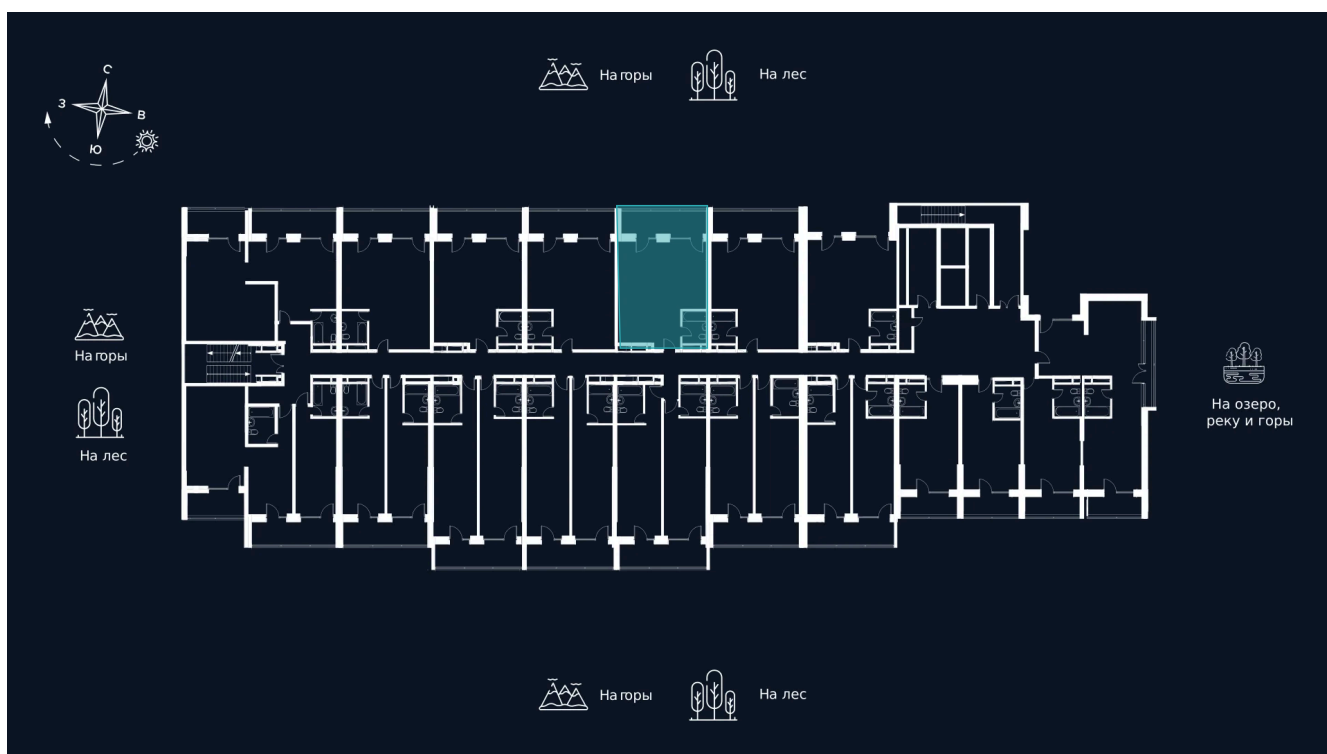 На горы
На лес
С
З
В
Ю
На горы
На лес
На озеро,
реку и горы
На горы
На лес